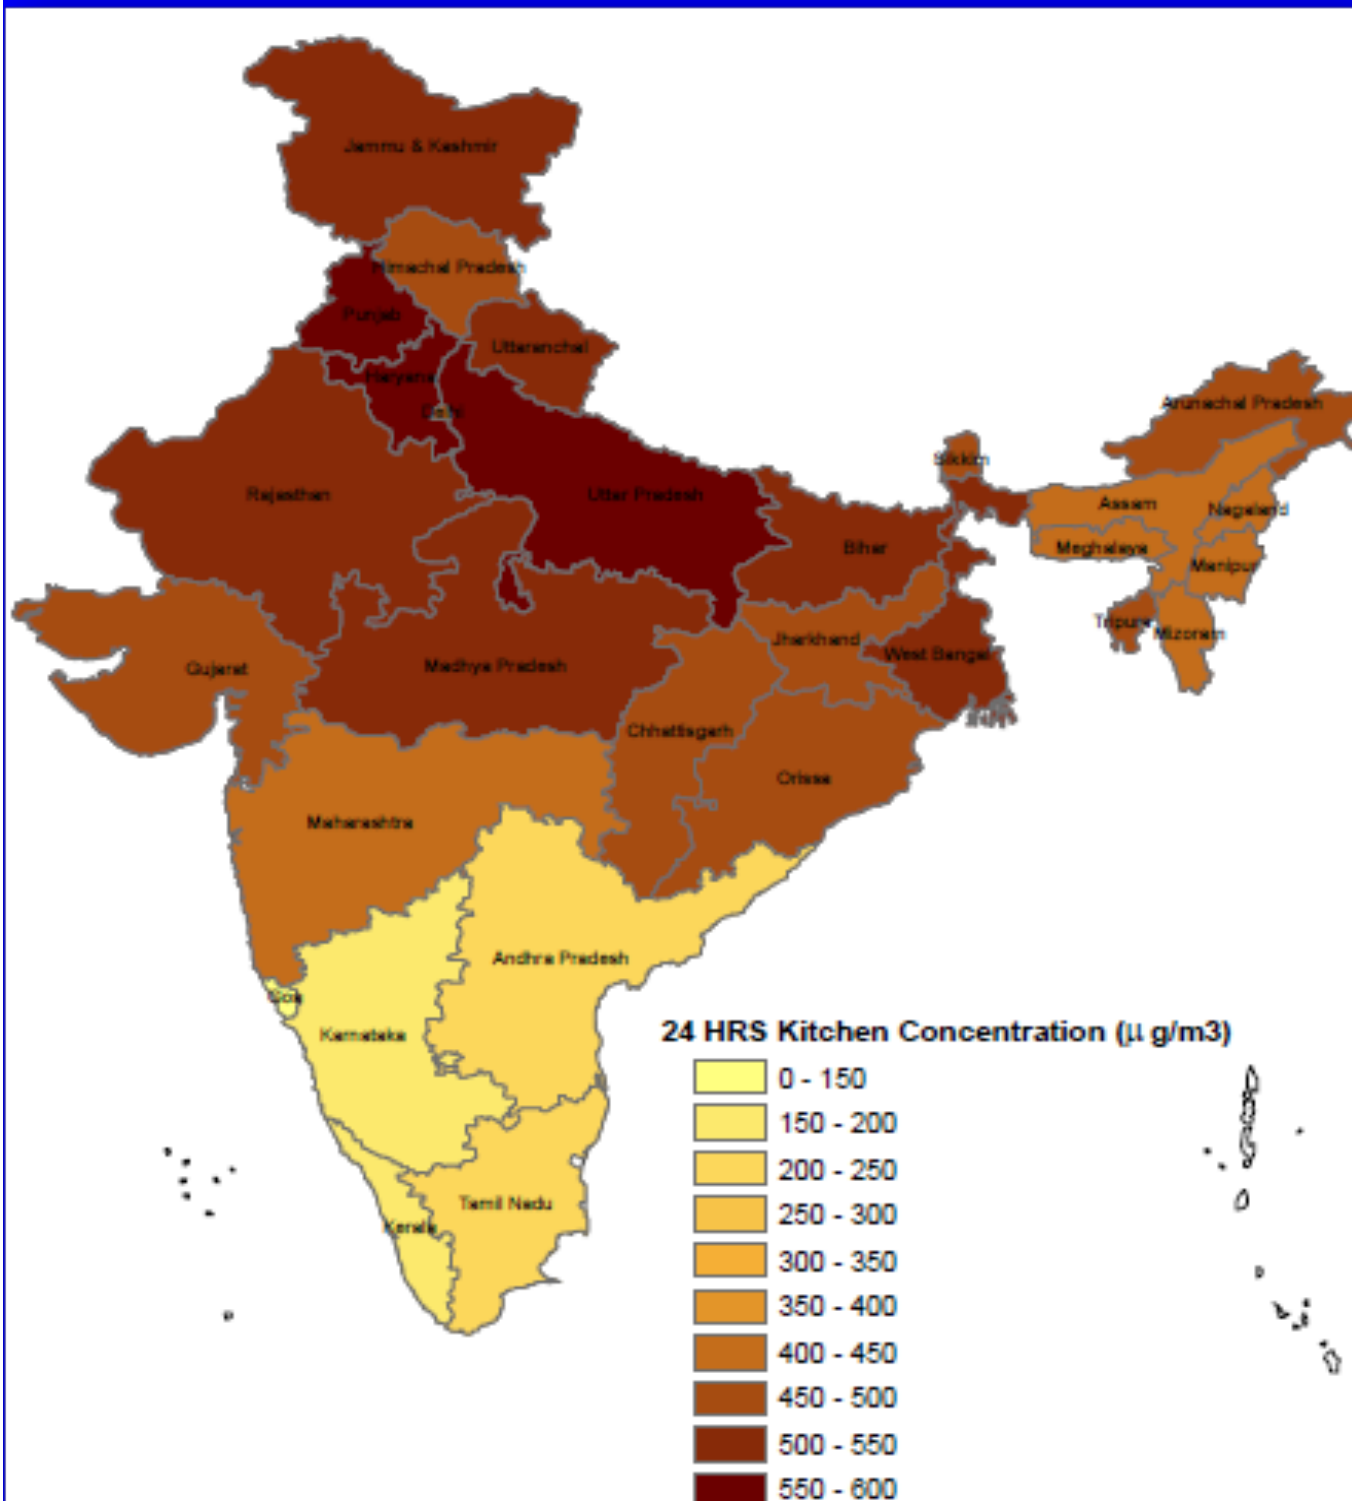 Jammu & Kashmir
Himachal Pradesh
Punjab
Uttaranchal
Haryana
Delhi
Arunachal Pradesh
Sikkim
Rajasthan
Uttar Pradesh
Assam
Nagaland
Bihar
Meghalaya
Manipur
Tripura
Mizoram
Jharkhand
West Bangal
Gujarat
Madhya Pradesh
Chhattisgarh
Orissa
Maharashtra
Andhra Pradesh
Goa
Karnataka
Tamil Nadu
Kerala
24 HRS Kitchen Concentration (µ g/m3)
0 - 150
150 - 200
200 - 250
250 - 300
300 - 350
350 - 400
400 - 450
450 - 500
500 - 550
550 - 600